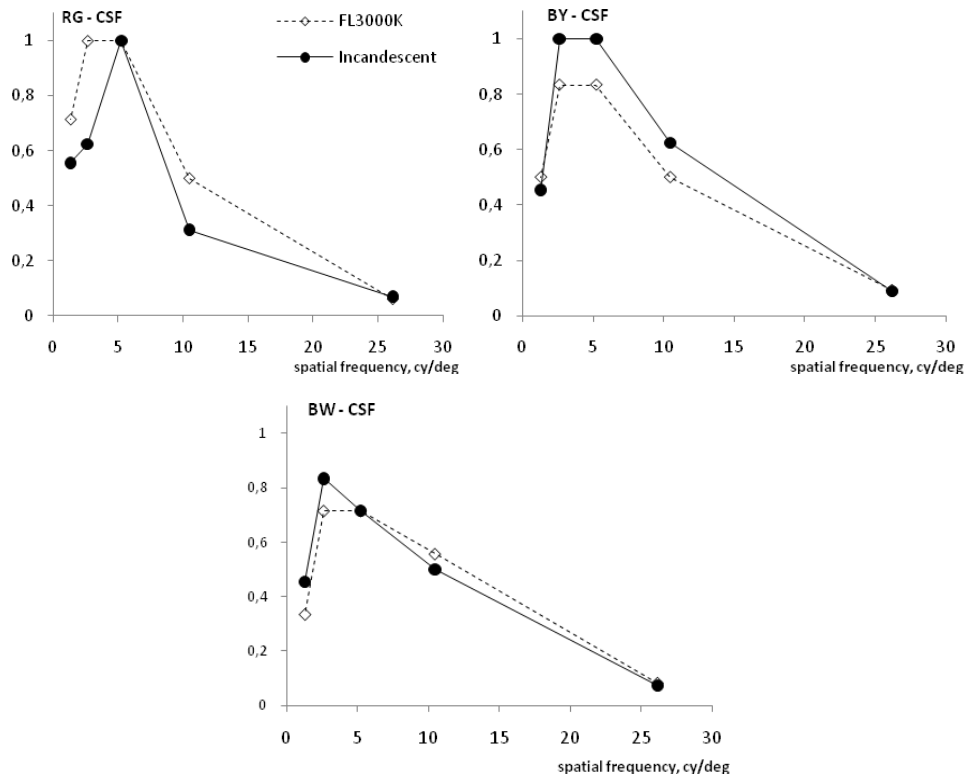 RG - CSF
FL3000K
Incandescent
1
0,8
0,6
0,4
0,2
0
0 5 10 15 20 25 30
spatial frequency, cy/deg
BY - CSF
1
0,8
0,6
0,4
0,2
0
0 5 10 15 20 25 30
spatial frequency, cy/deg
BW - CSF
1
0,8
0,6
0,4
0,2
0
0 5 10 15 20 25 30
spatial frequency, cy/deg